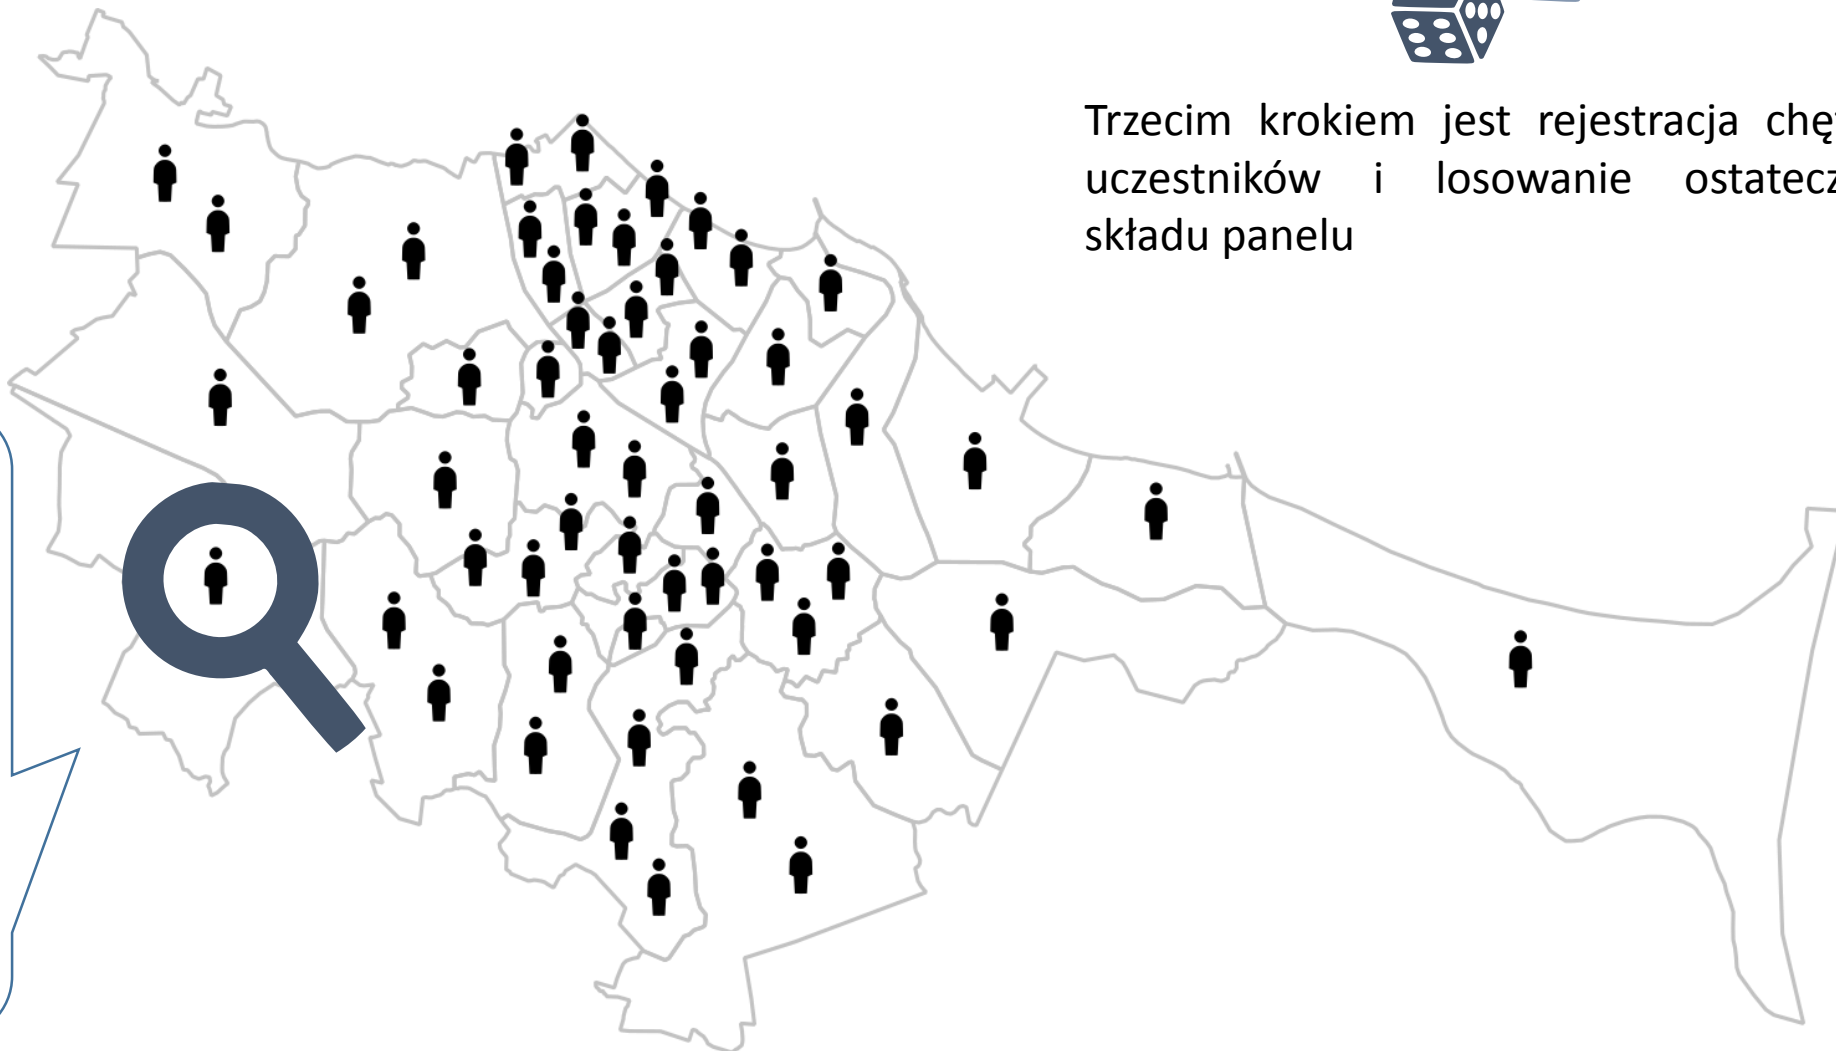 Trzecim krokiem jest rejestracja
uczestników i losowanie
składu panelu